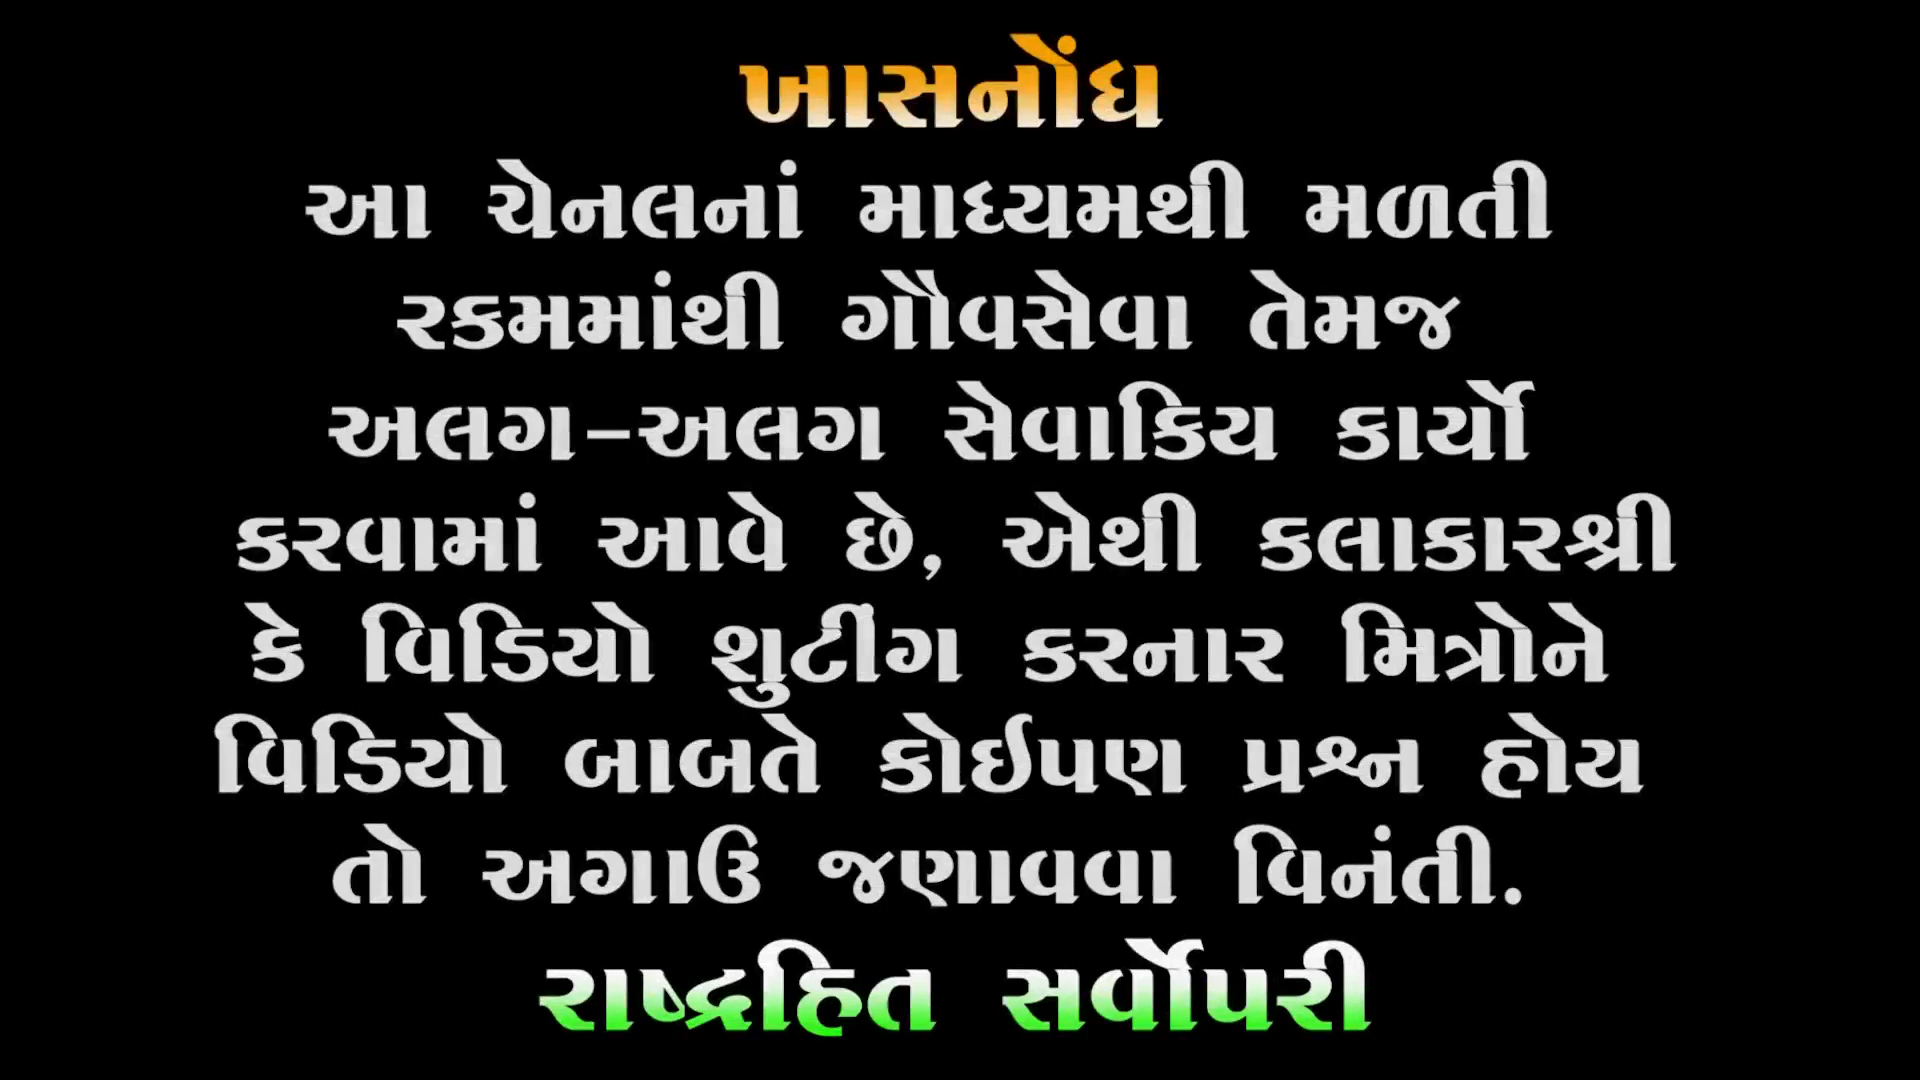 ખાસનોંધ
આ ચેનલનાં માધ્યમથી મળતી
રકમમાંથી ગૌવસેવા તેમજ
અલગ-અલગ સેવાકિય કાર્યો
કરવામાં આવે છે, એથી કલાકારશ્રી
કે વિડિયો શુટીંગ કરનાર મિત્રોને
વિડિયો બાબતે કોઈપણ પ્રશ્ન હોય
તો અગાઉ જણાવવા વિનંતી.
રાષ્ટ્રહિત સર્વોપરી